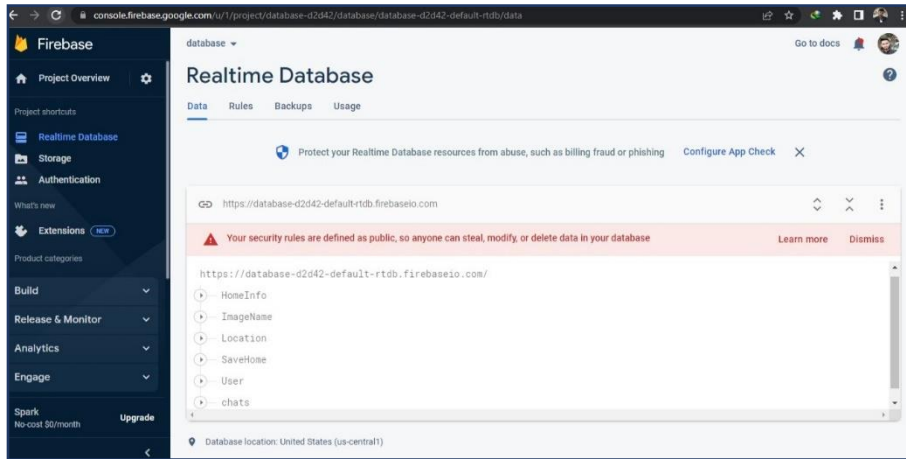 console.firebase.google.com/u/1/project/database-d2d42/database/database-d2d42-default-rtdb/data
Firebase
Project Overview
Project shortcuts
Realtime Database
Storage
Authentication
What's new
Extensions NEW
Product categories
Build
Release & Monitor
Analytics
Engage
Spark
No-cost $0/month
Upgrade
database
Go to docs
Realtime Database
Data Rules Backups Usage
Protect your Realtime Database resources from abuse, such as billing fraud or phishing Configure App Check
https://database-d2d42-default-rtdb.firebaseio.com
Your security rules are defined as public, so anyone can steal, modify, or delete data in your database Learn more Dismiss
https://database-d2d42-default-rtdb.firebaseio.com/
HomeInfo
ImageName
Location
SaveHome
User
chats
Database location: United States (us-central1)